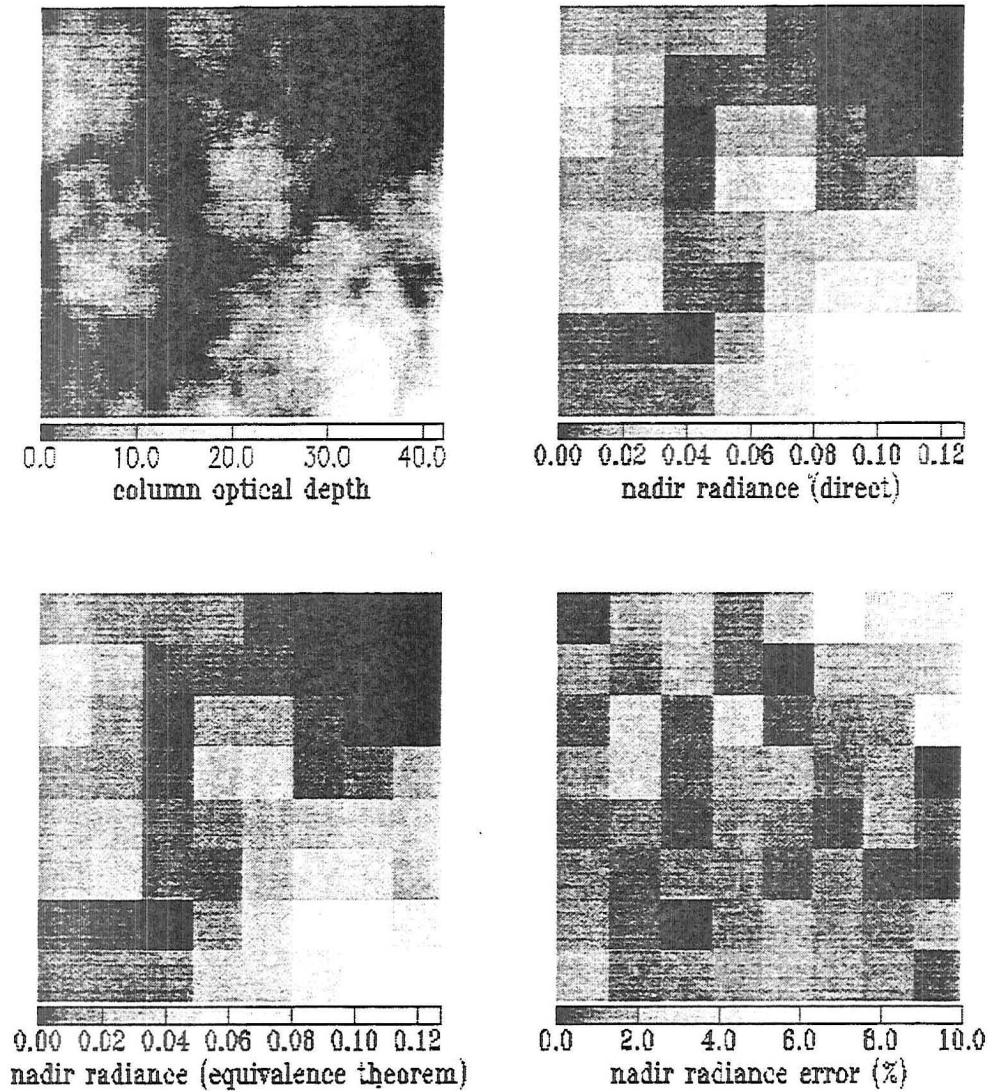 0.0 10.0 20.0 30.0 40.0
column optical depth
0.00 0.02 0.04 0.06 0.08 0.10 0.12
nadir radiance (direct)
0.00 0.02 0.04 0.06 0.08 0.10 0.12
nadir radiance (equivalence theorem)
0.0 2.0 4.0 6.0 8.0 10.0
nadir radiance error (%)